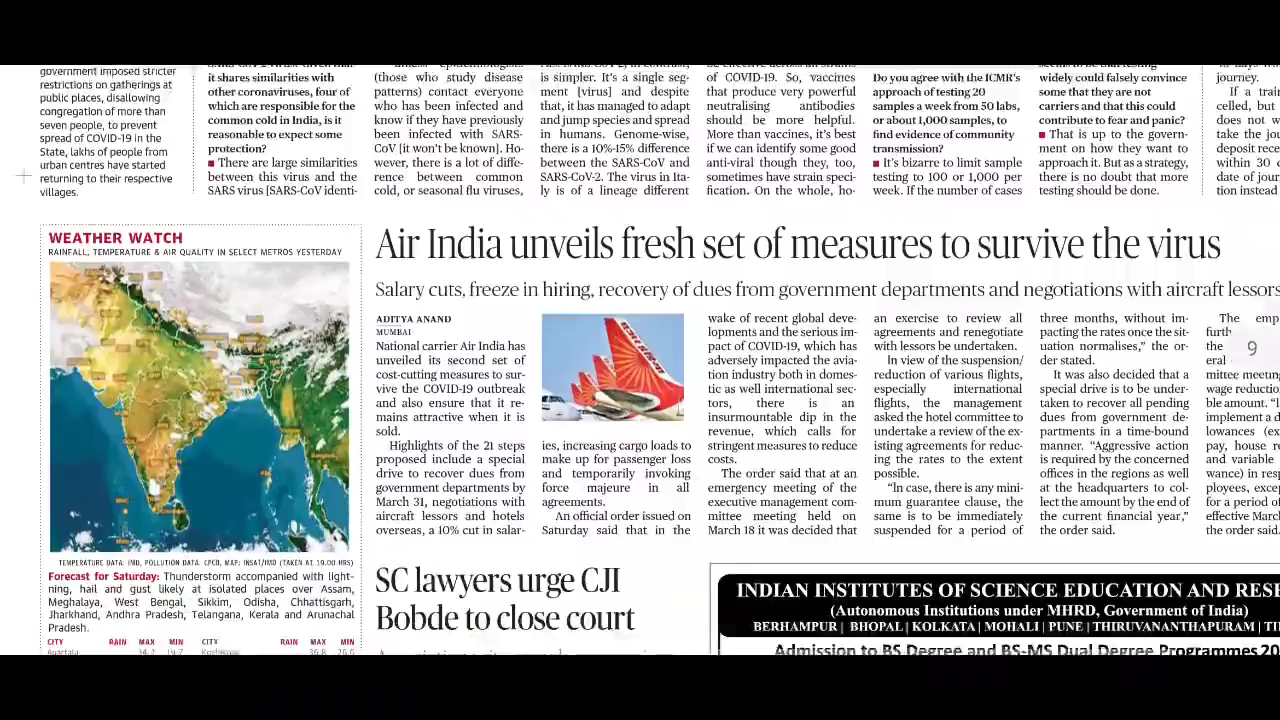 government imposed stricter
restrictions on gatherings at
public places, disallowing
congregation of more than
seven people, to prevent
spread of COVID-19 in the
State, lakhs of people from
urban centres have started
returning to their respective
villages.
it shares similarities with
other coronaviruses, four of
which are responsible for the
common cold in India, is it
reasonable to expect some
protection?
■ There are large similarities
between this virus and the
SARS virus [SARS-CoV identi-
(those who study disease
patterns) contact everyone
who has been infected and
know if they have previously
been infected with SARS-
CoV [it won't be known]. Ho-
wever, there is a lot of diffe-
rence between common
cold, or seasonal flu viruses,
is simpler. It's a single seg-
ment [virus] and despite
that, it has managed to adapt
and jump species and spread
in humans. Genome-wise,
there is a 10%-15% difference
between the SARS-CoV and
SARS-CoV-2. The virus in Ita-
ly is of a lineage different
of COVID-19. So, vaccines
that produce very powerful
neutralising antibodies
should be more helpful.
More than vaccines, it's best
if we can identify some good
anti-viral though they, too,
sometimes have strain speci-
fication. On the whole, ho-
Do you agree with the ICMR's
approach of testing 20
samples a week from 50 labs,
or about 1,000 samples, to
find evidence of community
transmission?
■ It's bizarre to limit sample
testing to 100 or 1,000 per
week. If the number of cases
widely could falsely convince
some that they are not
carriers and that this could
contribute to fear and panic?
■ That is up to the govern-
ment on how they want to
approach it. But as a strategy,
there is no doubt that more
testing should be done.
journey.
If a trai
celled, but
does not w
take the jo
deposit rece
within 30 
date of jour
tion instead
WEATHER WATCH
RAINFALL, TEMPERATURE & AIR QUALITY IN SELECT METROS YESTERDAY
TEMPERATURE DATA: IMD, POLLUTION DATA: CPCB, MAP: INSAT/IMD (TAKEN AT 19.00 HRS)
Forecast for Saturday: Thunderstorm accompanied with light-
ning, hail and gust likely at isolated places over Assam,
Meghalaya, West Bengal, Sikkim, Odisha, Chhattisgarh,
Jharkhand, Andhra Pradesh, Telangana, Kerala and Arunachal
Pradesh.
CITY RAIN MAX MIN CITY RAIN MAX MIN
Air India unveils fresh set of measures to survive the virus
Salary cuts, freeze in hiring, recovery of dues from government departments and negotiations with aircraft lessors
ADITYA ANAND
MUMBAI
National carrier Air India has
unveiled its second set of
cost-cutting measures to sur-
vive the COVID-19 outbreak
and also ensure that it re-
mains attractive when it is
sold.
Highlights of the 21 steps
proposed include a special
drive to recover dues from
government departments by
March 31, negotiations with
aircraft lessors and hotels
overseas, a 10% cut in salar-
AIR INDIA
ies, increasing cargo loads to
make up for passenger loss
and temporarily invoking
force majeure in all
agreements.
An official order issued on
Saturday said that in the
wake of recent global deve-
lopments and the serious im-
pact of COVID-19, which has
adversely impacted the avia-
tion industry both in domes-
tic as well international sec-
tors, there is an
insurmountable dip in the
revenue, which calls for
stringent measures to reduce
costs.
The order said that at an
emergency meeting of the
executive management com-
mittee meeting held on
March 18 it was decided that
an exercise to review all
agreements and renegotiate
with lessors be undertaken.
In view of the suspension/
reduction of various flights,
especially international
flights, the management
asked the hotel committee to
undertake a review of the ex-
isting agreements for reduc-
ing the rates to the extent
possible.
"In case, there is any mini-
mum guarantee clause, the
same is to be immediately
suspended for a period of
three months, without im-
pacting the rates once the sit-
uation normalises," the or-
der stated.
It was also decided that a
special drive is to be under-
taken to recover all pending
dues from government de-
partments in a time-bound
manner. "Aggressive action
is required by the concerned
offices in the regions as well
at the headquarters to col-
lect the amount by the end of
the current financial year,"
the order said.
The emp
furth
the
eral
mittee meeting
wage reductio
ble amount. "I
implement a d
lowances (ex
pay, house r
and variable
wance) in resp
ployees, excep
for a period of
effective March
the order said.
9
SC lawyers urge CJI
Bobde to close court
INDIAN INSTITUTES OF SCIENCE EDUCATION AND RESE
(Autonomous Institutions under MHRD, Government of India)
BERHAMPUR | BHOPAL | KOLKATA | MOHALI | PUNE | THIRUVANANTHAPURAM | TI
Admission to BS Degree and BS-MS Dual Degree Programmes 20